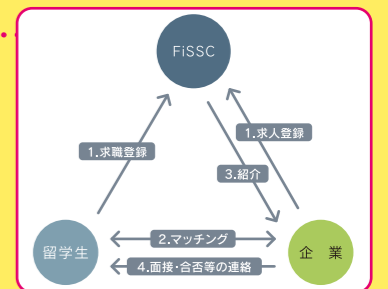 FiSSC
1.求人登録
1.求職登録
3.紹介
2.マッチング
留学生
企　業
4.面接・合否等の連絡